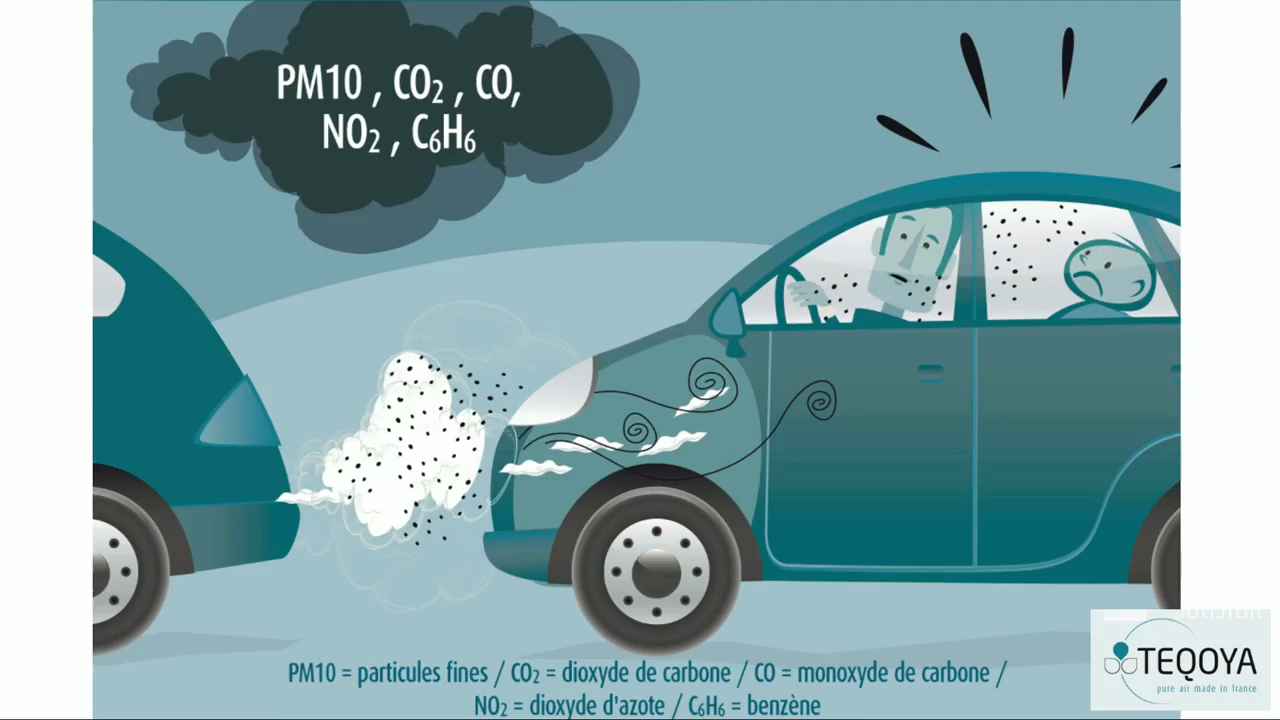 PM10 , CO₂ , CO,
NO₂ , C₆H₆
PM10 = particules fines / CO₂ = dioxyde de carbone / CO = monoxyde de carbone /
NO₂ = dioxyde d'azote / C₆H₆ = benzène
TEQOYA
pure air made in france